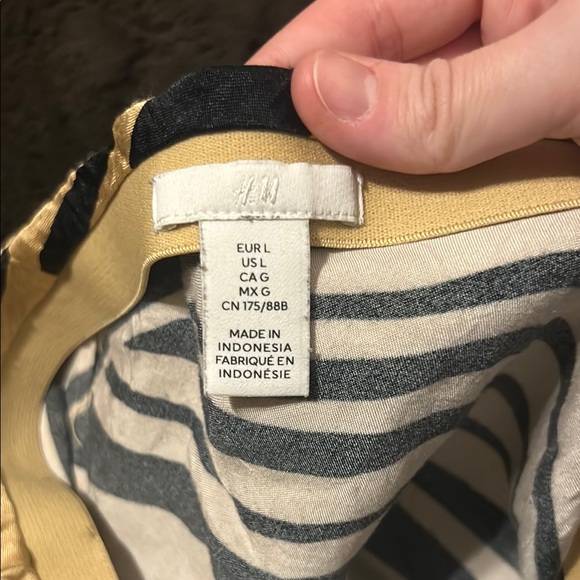 H&M
EUR L
US L
CA G
MX G
CN 175/88B
MADE IN
INDONESIA
FABRIQUÉ EN
INDONÉSIE